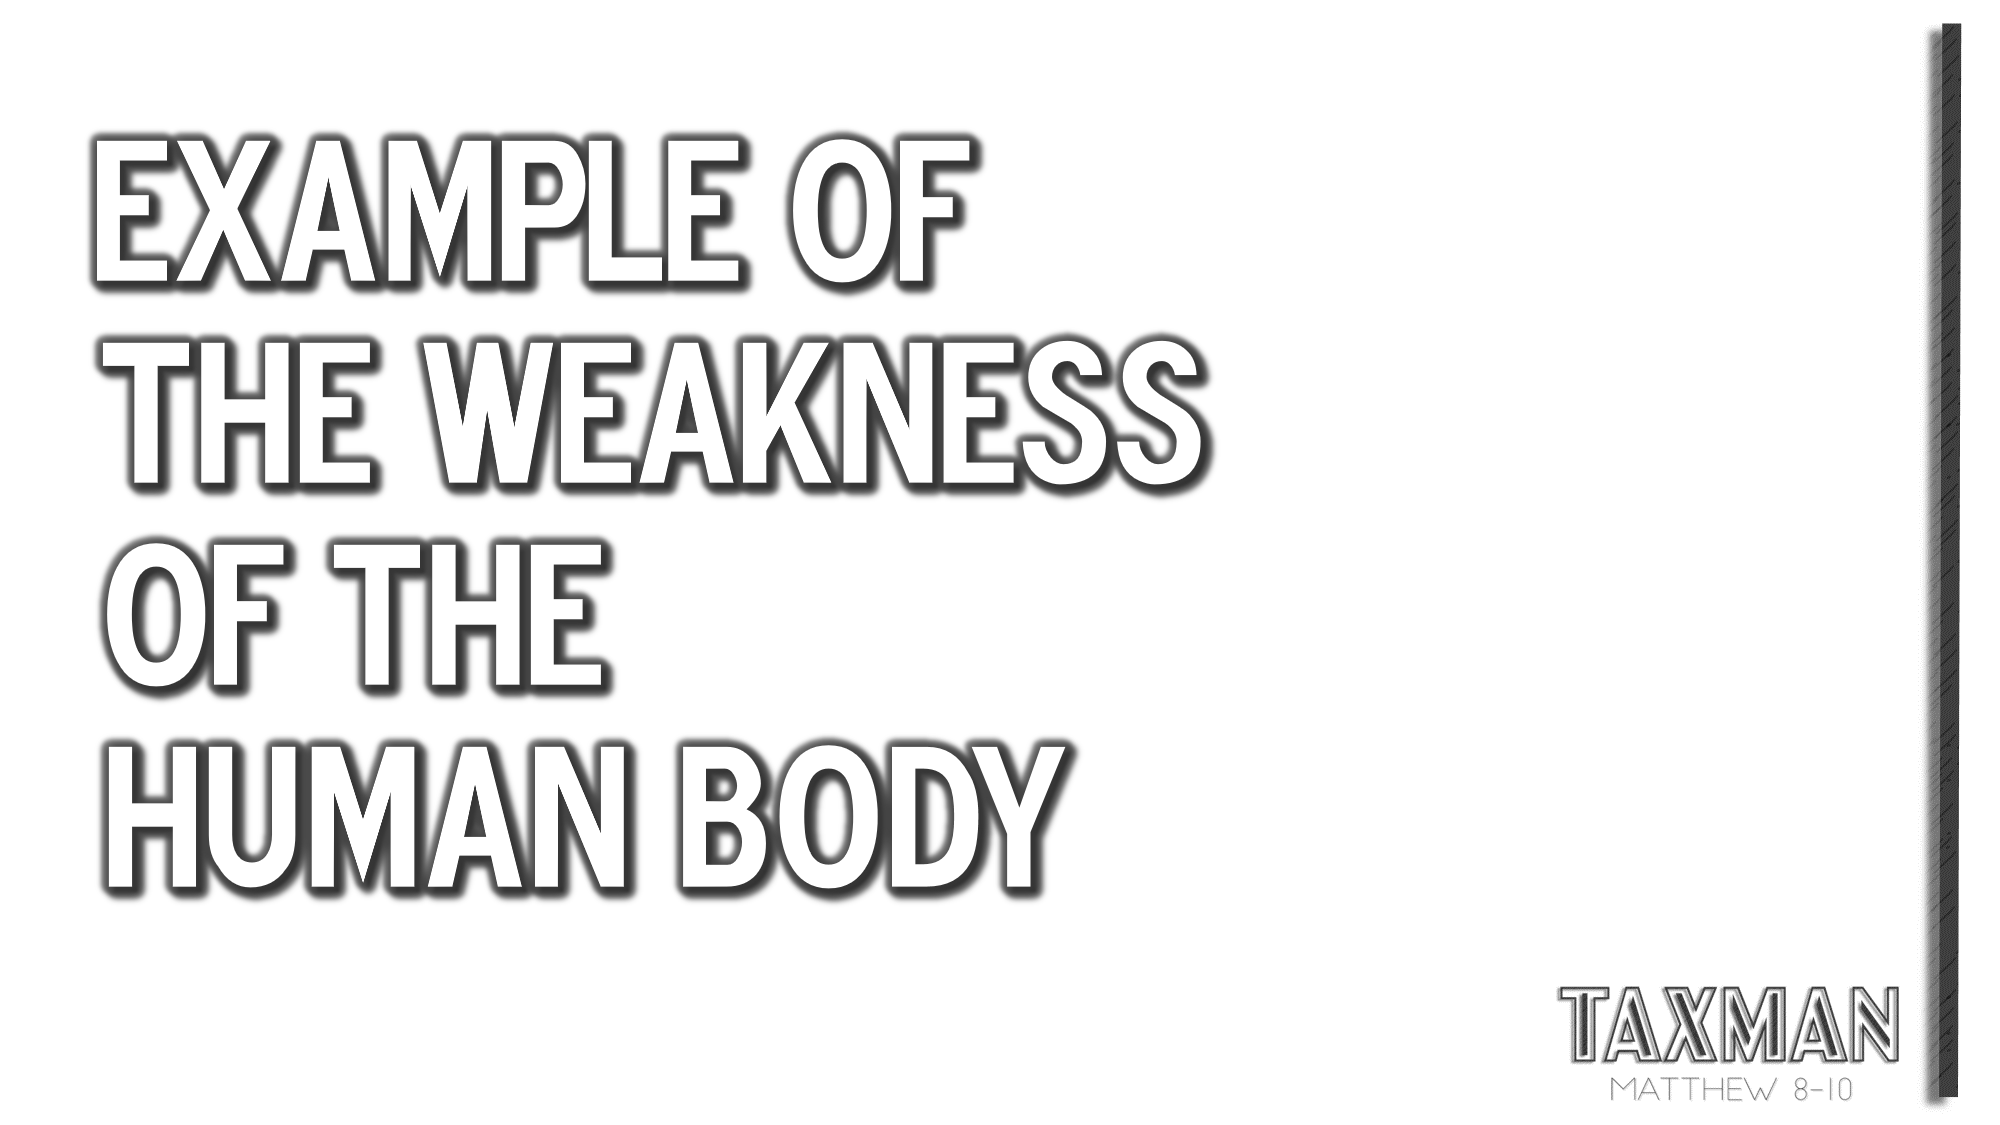 EXAMPLE OF
THE WEAKNESS
OF THE
HUMAN BODY
TAXMAN
MATTHEW 8-10